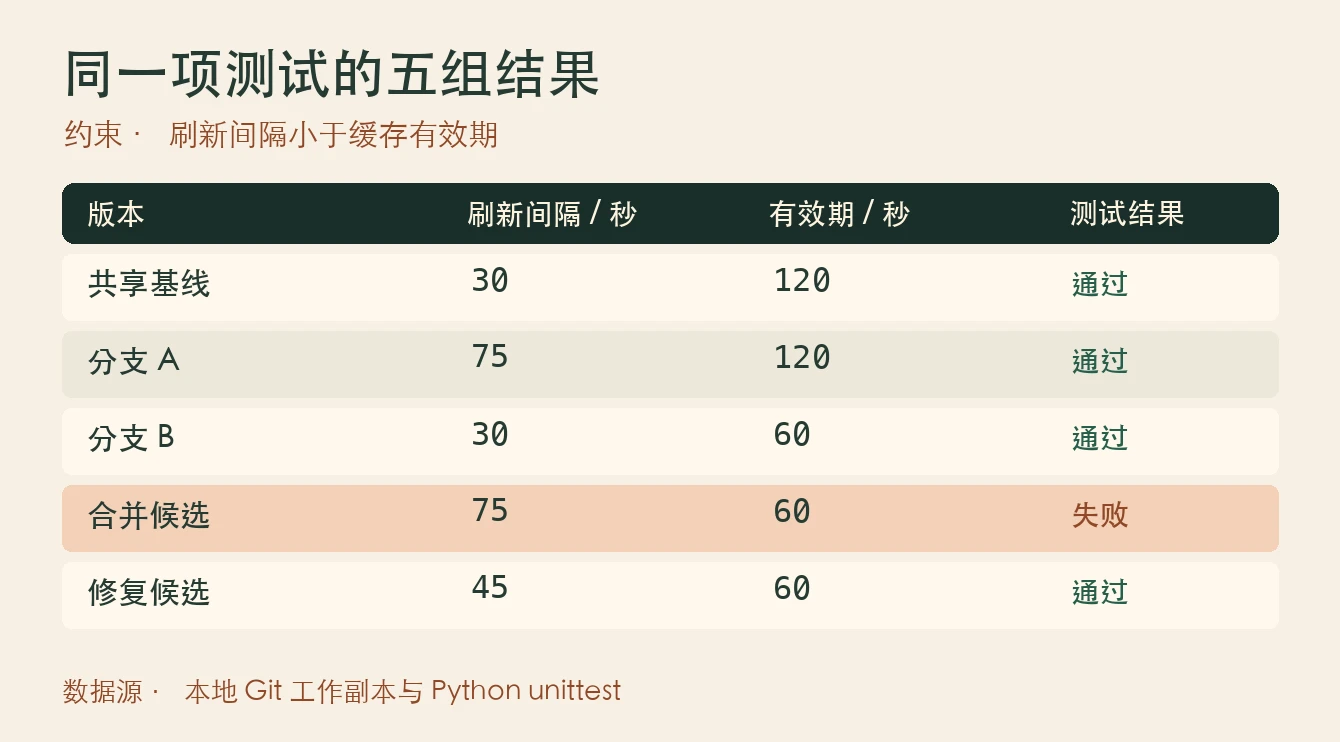 同一项测试的五组结果
约束 · 刷新间隔小于缓存有效期
版本 刷新间隔 / 秒 有效期 / 秒 测试结果
共享基线 30 120 通过
分支 A 75 120 通过
分支 B 30 60 通过
合并候选 75 60 失败
修复候选 45 60 通过
数据源 · 本地 Git 工作副本与 Python unittest